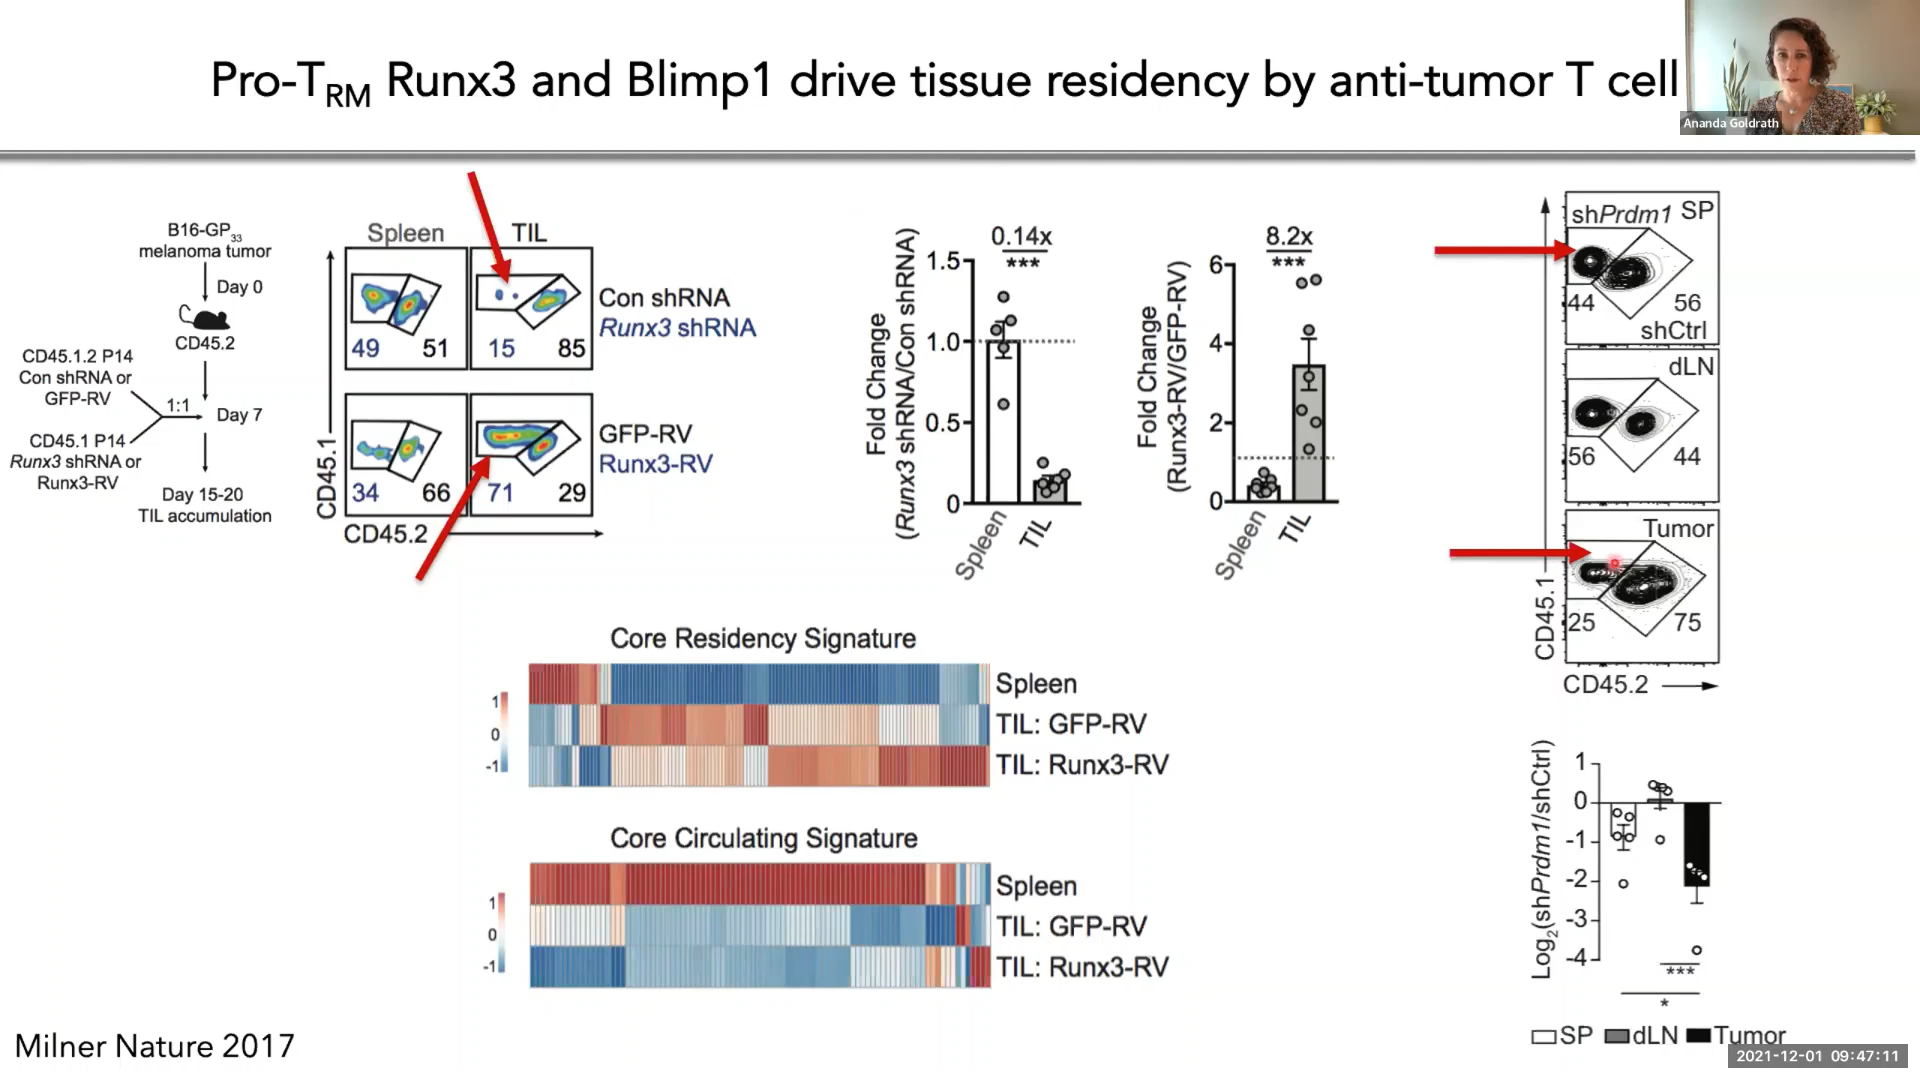 Pro-TRM Runx3 and Blimp1 drive tissue residency by anti-tumor T cell
Ananda Goldrath
B16-GP33
melanoma tumor
Day 0
CD45.2
CD45.1.2 P14
Con shRNA or
GFP-RV
1:1
Day 7
CD45.1 P14
Runx3 shRNA or
Runx3-RV
Day 15-20
TIL accumulation
Spleen
TIL
49
51
15
85
Con shRNA
Runx3 shRNA
34
66
71
29
GFP-RV
Runx3-RV
CD45.1
CD45.2
Fold Change
(Runx3 shRNA/Con shRNA)
0.14x
***
1.5
1.0
0.5
0
Spleen
TIL
Fold Change
(Runx3-RV/GFP-RV)
8.2x
***
6
4
2
0
Spleen
TIL
shPrdm1 SP
44
56
shCtrl
dLN
56
44
Tumor
25
75
CD45.1
CD45.2
Core Residency Signature
1
0
-1
Spleen
TIL: GFP-RV
TIL: Runx3-RV
Core Circulating Signature
1
0
-1
Spleen
TIL: GFP-RV
TIL: Runx3-RV
Log2(shPrdm1/shCtrl)
1
0
-1
-2
-3
-4
***
*
SP dLN Tumor
Milner Nature 2017
2021-12-01 09:47:11